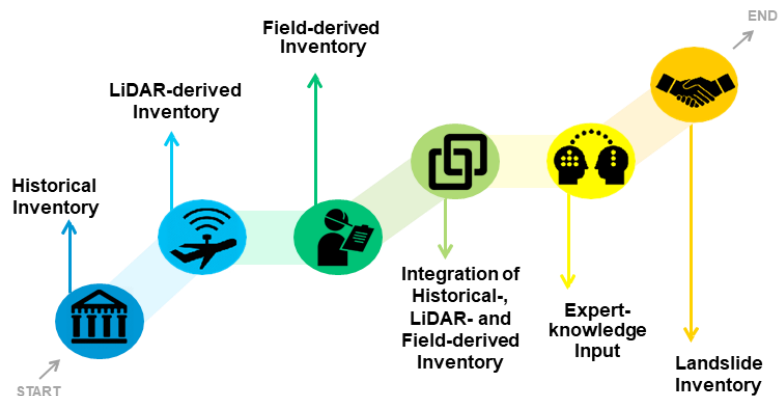 START
Historical
Inventory
LiDAR-derived
Inventory
Field-derived
Inventory
Integration of
Historical-,
LiDAR- and
Field-derived
Inventory
Expert-
knowledge
Input
Landslide
Inventory
END